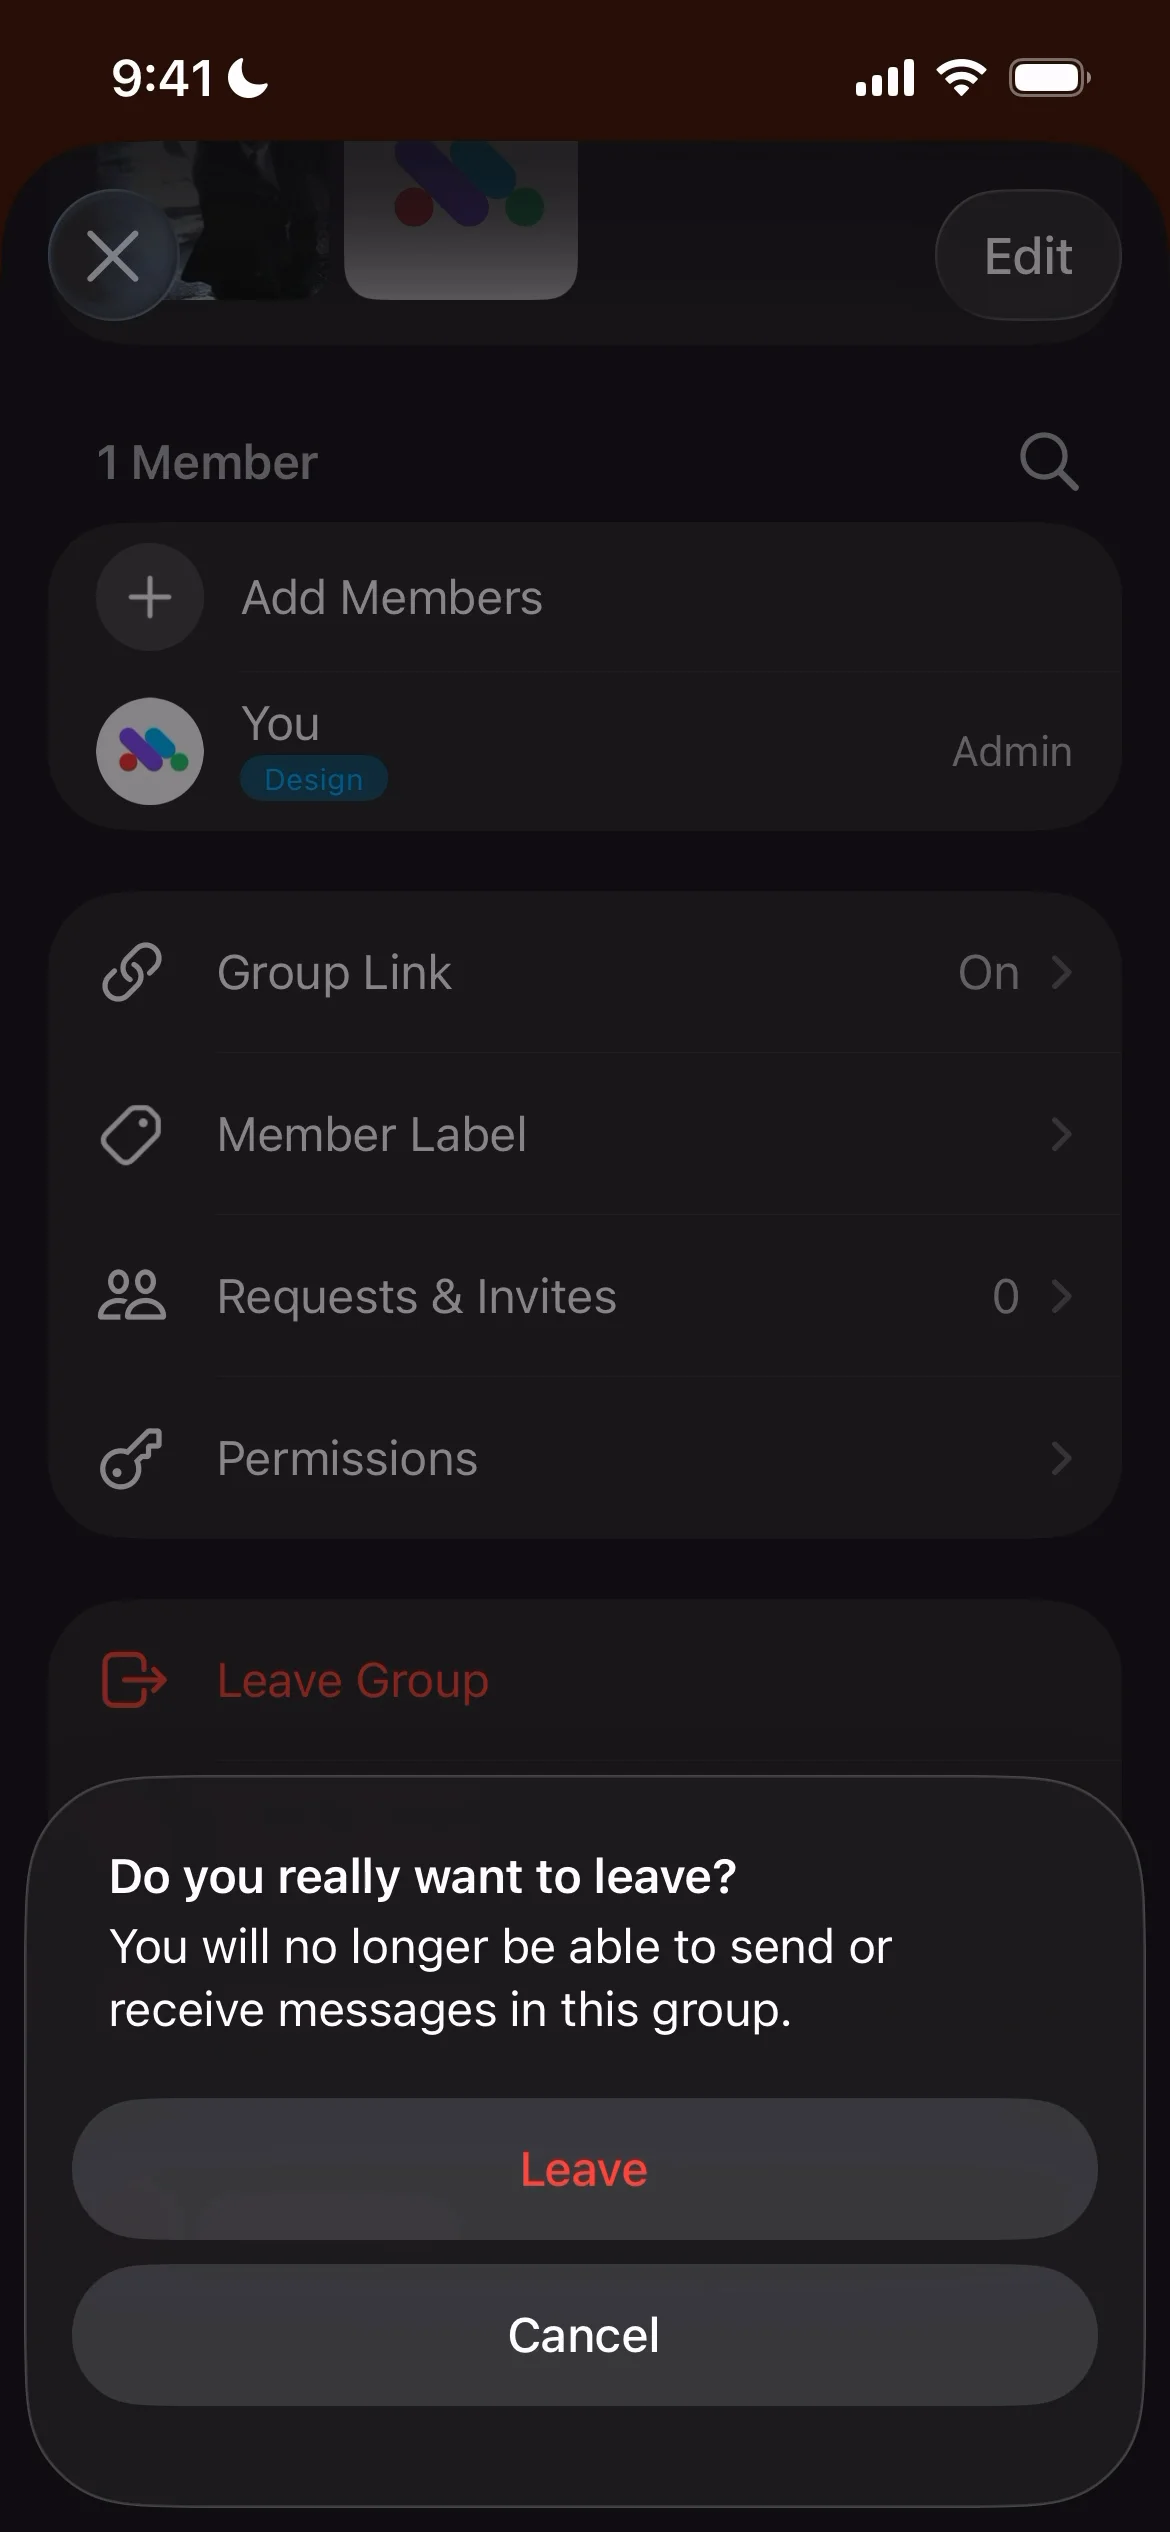 9:41
Edit
1 Member
Add Members
You
Design
Admin
Group Link
On
Member Label
Requests & Invites
0
Permissions
Leave Group
Do you really want to leave?
You will no longer be able to send or
receive messages in this group.
Leave
Cancel